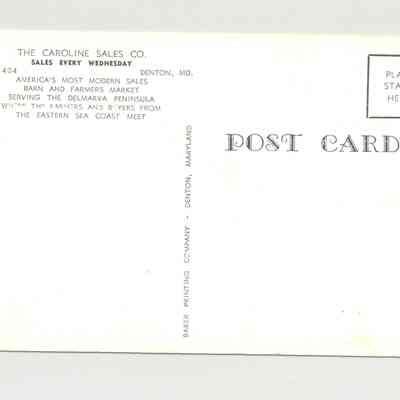 THE CAROLINE SALES CO.
SALES EVERY WEDNESDAY
404 DENTON, MD.
AMERICA'S MOST MODERN SALES
BARN AND FARMERS MARKET
SERVING THE DELMARVA PENINSULA
WHERE THE FARMERS AND BUYERS FROM
THE EASTERN SEA COAST MEET
BAKER PRINTING COMPANY - DENTON, MARYLAND
POST CARD
PLA
STA
HE